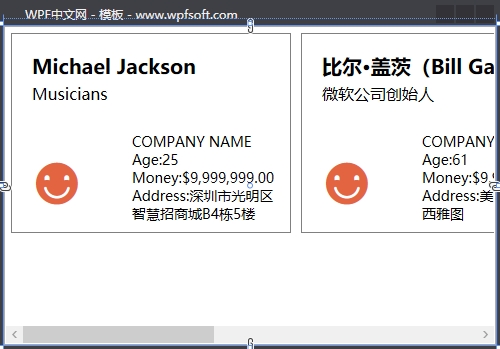 WPF中文网 - 模板 - www.wpfsoft.com
Michael Jackson
Musicians
COMPANY NAME
Age:25
Money:$9,999,999.00
Address:深圳市光明区
智慧招商城B4栋5楼
比尔•盖茨（Bill Ga
微软公司创始人
COMPANY
Age:61
Money:$9,9
Address:美
西雅图